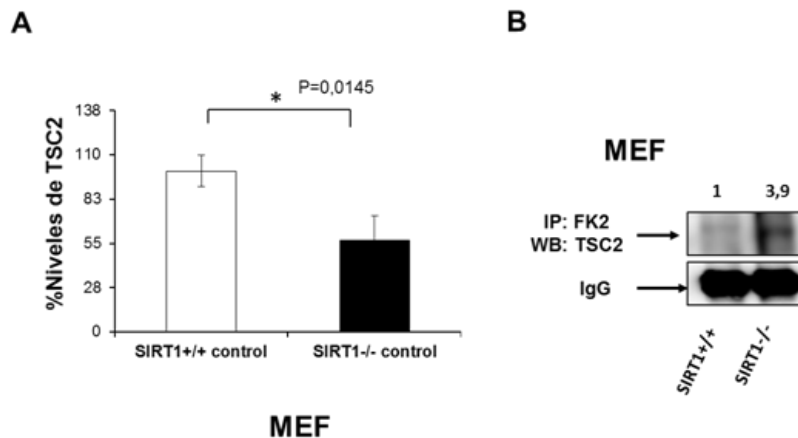 A
P=0,0145
*
%Niveles de TSC2
138
110
83
55
28
0
SIRT1+/+ control
SIRT1-/- control
MEF
B
MEF
1
3,9
IP: FK2
WB: TSC2
IgG
SIRT1+/+
SIRT1-/-